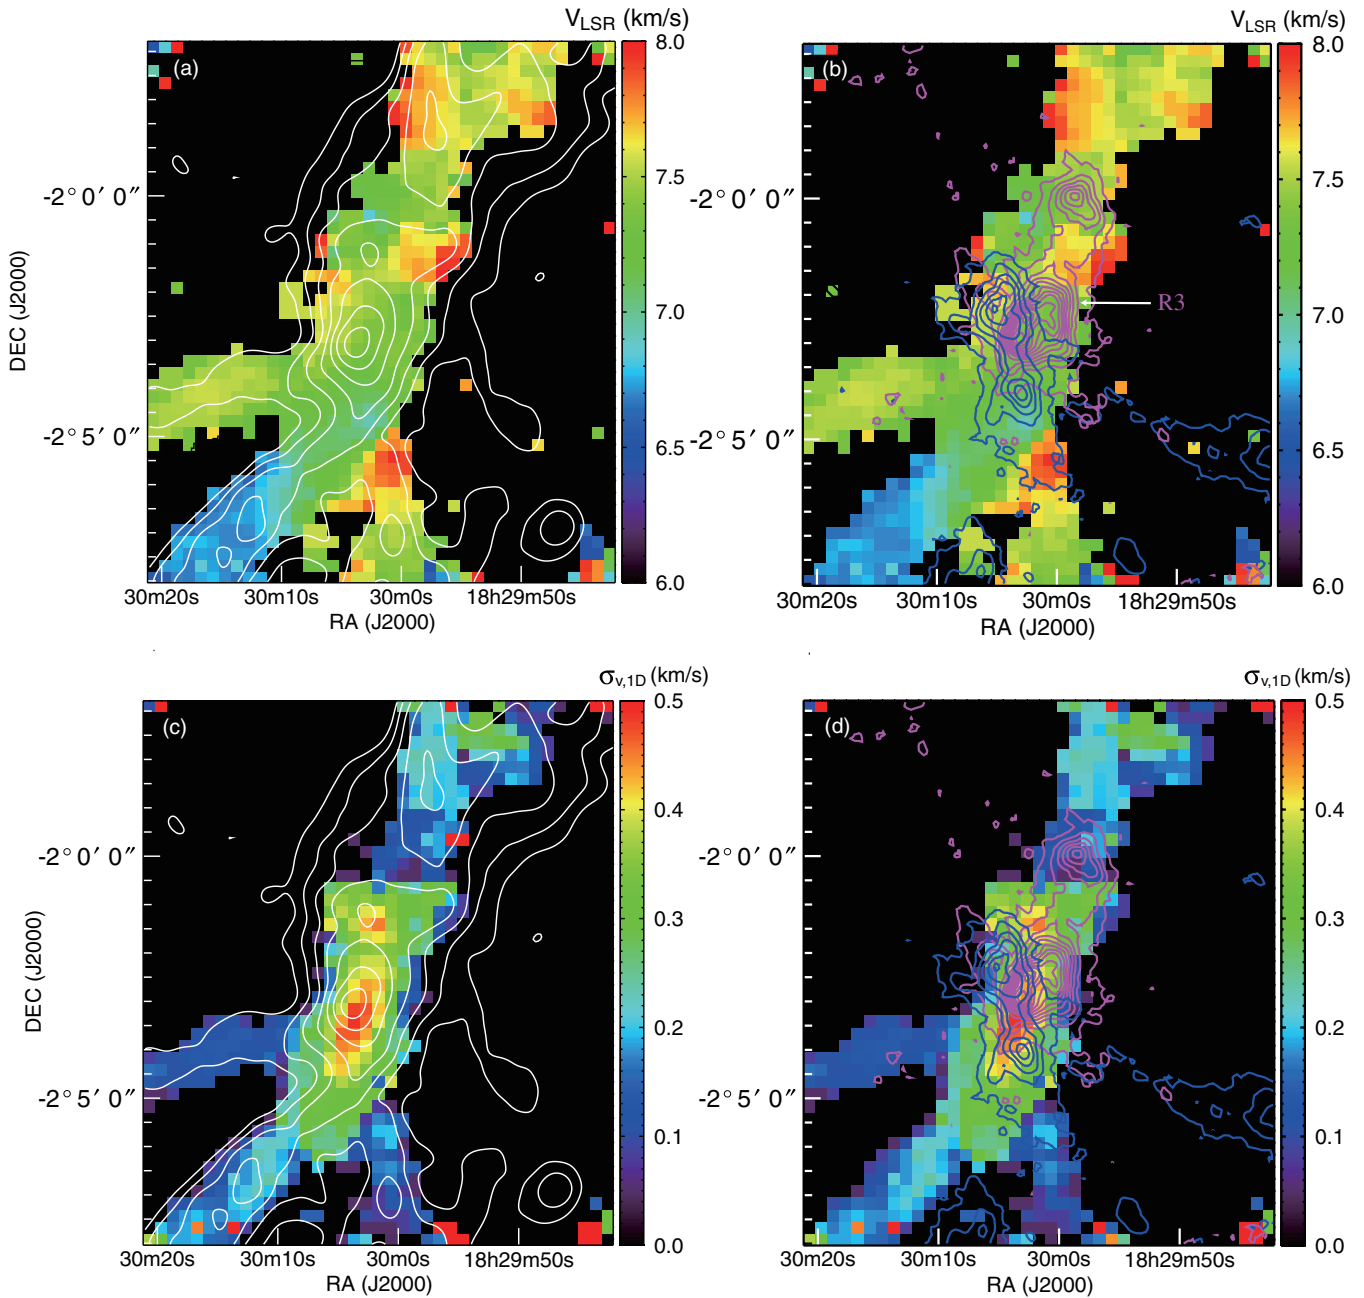 V_LSR (km/s)
(a)
8.0
7.5
7.0
6.5
6.0
-2° 0′ 0″
-2° 5′ 0″
DEC (J2000)
30m20s 30m10s 30m0s 18h29m50s
RA (J2000)
V_LSR (km/s)
(b)
8.0
7.5
7.0
6.5
6.0
R3
-2° 0′ 0″
-2° 5′ 0″
30m20s 30m10s 30m0s 18h29m50s
RA (J2000)
σ_v,1D (km/s)
(c)
0.5
0.4
0.3
0.2
0.1
0.0
-2° 0′ 0″
-2° 5′ 0″
DEC (J2000)
30m20s 30m10s 30m0s 18h29m50s
RA (J2000)
σ_v,1D (km/s)
(d)
0.5
0.4
0.3
0.2
0.1
0.0
-2° 0′ 0″
-2° 5′ 0″
30m20s 30m10s 30m0s 18h29m50s
RA (J2000)